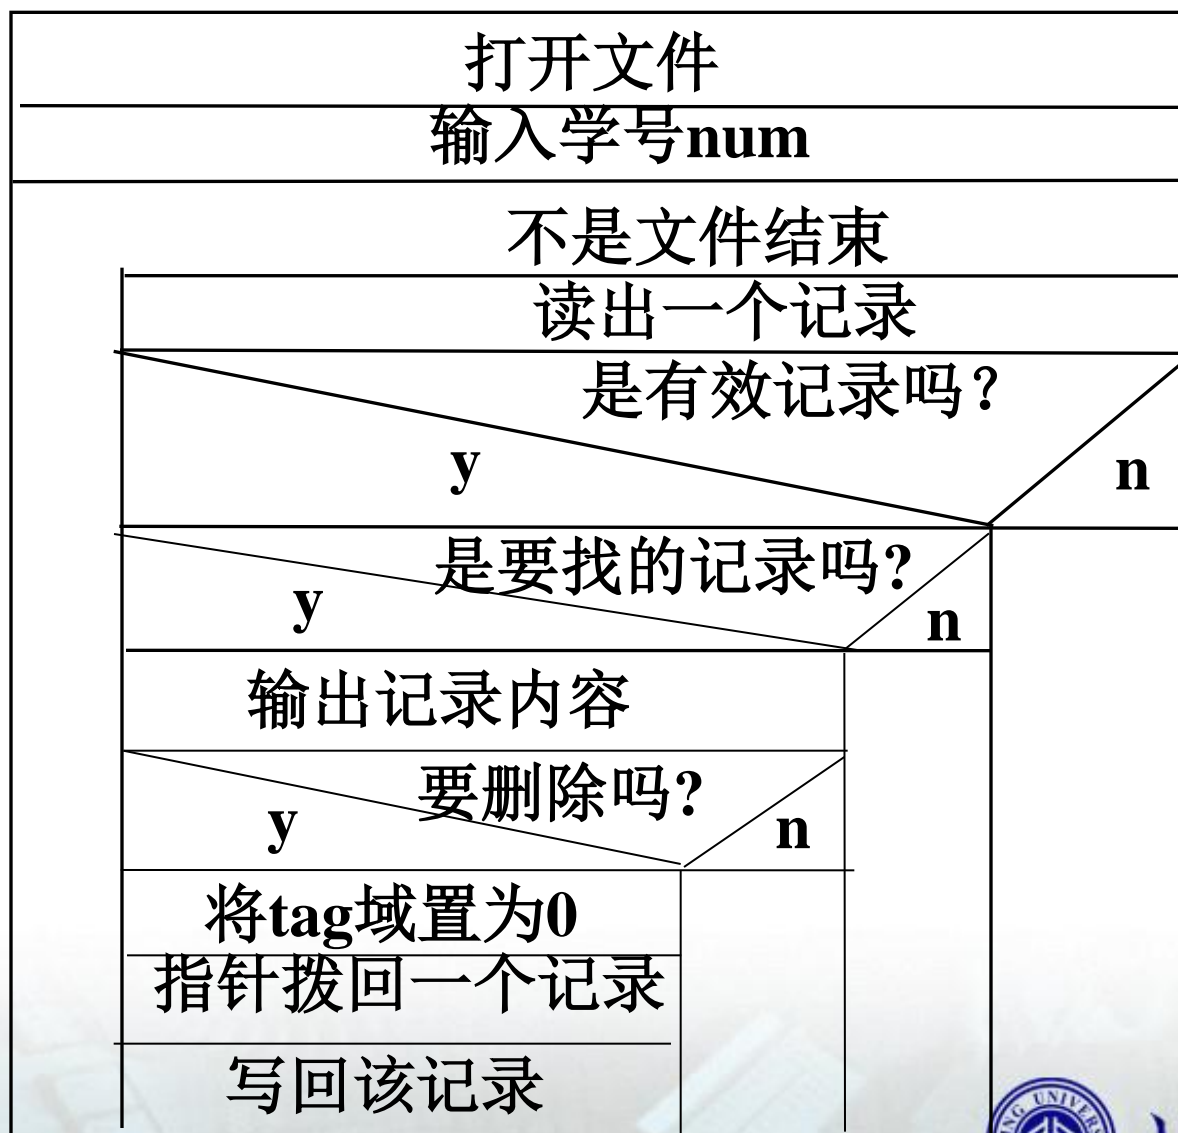 打开文件
输入学号num
不是文件结束
读出一个记录
是有效记录吗?
y
n
是要找的记录吗?
y
n
输出记录内容
要删除吗?
y
n
将tag域置为0
指针拨回一个记录
写回该记录